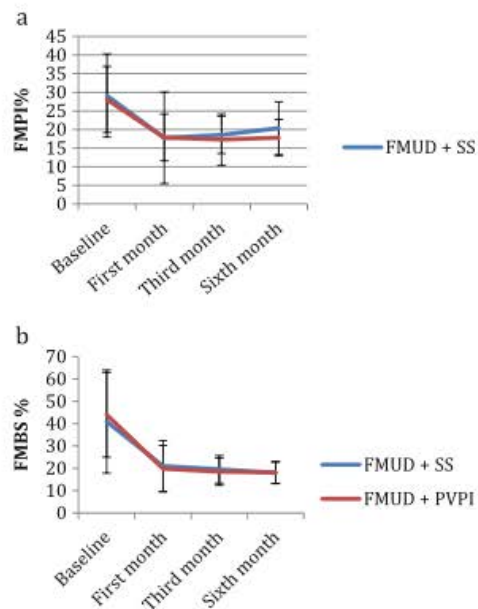 a
FMPI%
45
40
35
30
25
20
15
10
5
0
Baseline
First month
Third month
Sixth month
FMUD + SS
b
FMBS %
70
60
50
40
30
20
10
0
Baseline
First month
Third month
Sixth month
FMUD + SS
FMUD + PVPI